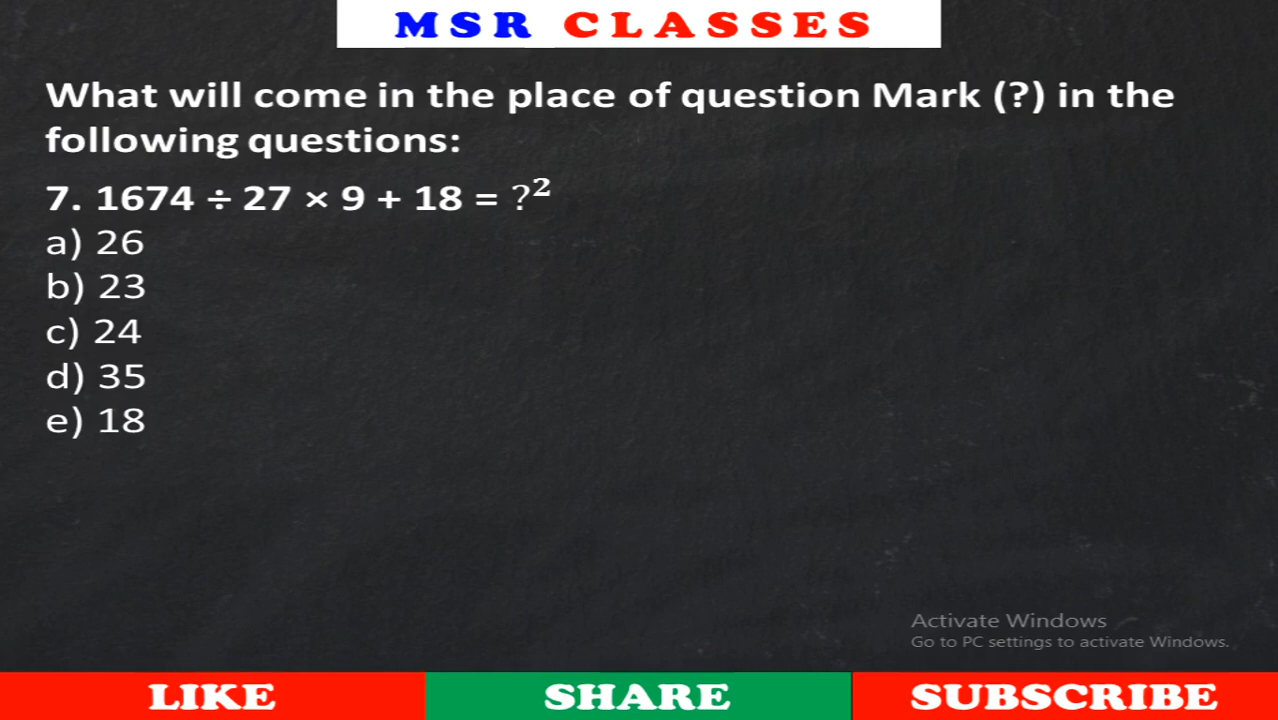 MSR CLASSES
What will come in the place of question Mark (?) in the
following questions:
7. 1674 ÷ 27 × 9 + 18 = ?²
a) 26
b) 23
c) 24
d) 35
e) 18
Activate Windows
Go to PC settings to activate Windows.
LIKE SHARE SUBSCRIBE